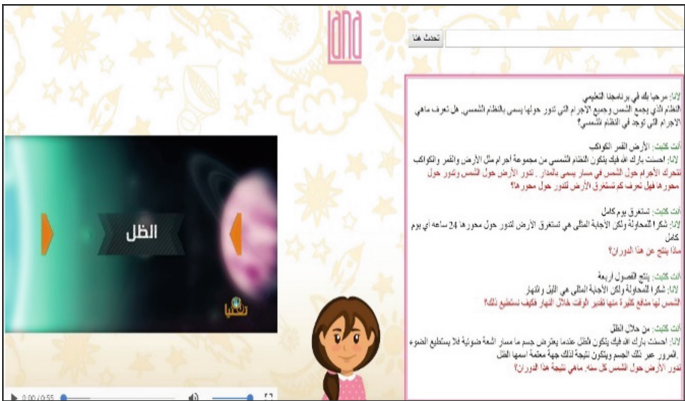 Lana
تحدث هنا
لانا: مرحبا بك في برنامجنا التعليمي
النظام الذي يجمع الشمس وجميع الاجرام التي تدور حولها يسمى بالنظام الشمسي. هل تعرف ماهي
الاجرام التي توجد في النظام الشمسي؟
أنت كتبت: الأرض القمر الكواكب
لانا: احسنت بارك الله فيك يتكون النظام الشمسي من مجموعة أجرام مثل الأرض والقمر والكواكب
تتحرك الأجرام حول الشمس في مسار يسمى بالمدار . تدور الأرض حول الشمس وتدور حول
محورها فهل تعرف كم تستغرق الأرض لتدور حول محورها؟
أنت كتبت: تستغرق يوم كامل
لانا: شكرا للمحاولة ولكن الأجابة المثلى هي تستغرق الأرض لتدور حول محورها 24 ساعه أي يوم
كامل
ماذا ينتج عن هذا الدوران؟
أنت كتبت: ينتج الفصول أربعة
لانا: شكرا للمحاولة ولكن الأجابة المثلى هي الليل والنهار
الشمس لها منافع كثيرة منها تقدير الوقت خلال النهار فكيف نستطيع ذلك؟
أنت كتبت: من خلال الظل
لانا: احسنت بارك الله فيك يتكون الظل عندما يعترض جسم ما مسار اشعة ضوئية فلا يستطيع الضوء
المرور عبر ذلك الجسم ويتكون نتيجة لذلك جهة معتمة اسمها الظل.
تدور الأرض حول الشمس كل سنه. ماهي نتيجة هذا الدوران؟
الظل
0:00 / 0:55